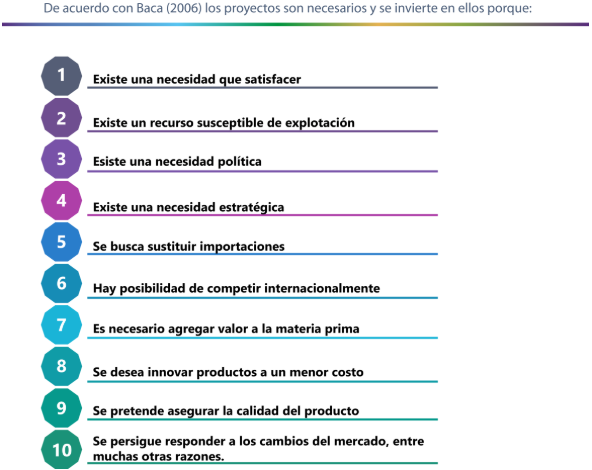 De acuerdo con Baca (2006) los proyectos son necesarios y se invierte en ellos porque:
1 Existe una necesidad que satisfacer
2 Existe un recurso susceptible de explotación
3 Esiste una necesidad política
4 Existe una necesidad estratégica
5 Se busca sustituir importaciones
6 Hay posibilidad de competir internacionalmente
7 Es necesario agregar valor a la materia prima
8 Se desea innovar productos a un menor costo
9 Se pretende asegurar la calidad del producto
10 Se persigue responder a los cambios del mercado, entre
muchas otras razones.